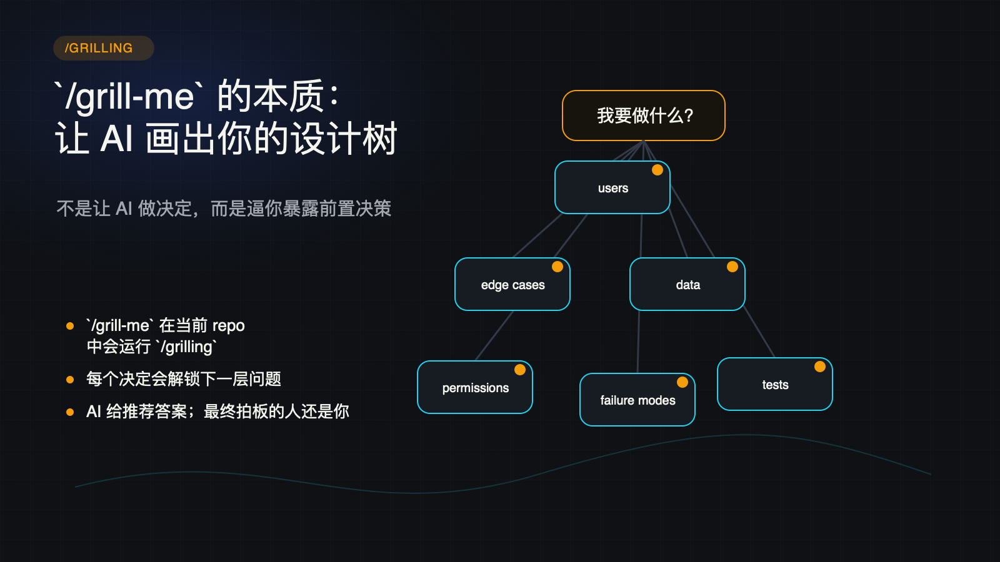 /GRILLING
`/grill-me` 的本质：
让 AI 画出你的设计树
不是让 AI 做决定，而是逼你暴露前置决策
`/grill-me` 在当前 repo
中会运行 `/grilling`
每个决定会解锁下一层问题
AI 给推荐答案；最终拍板的人还是你
我要做什么?
users
edge cases
data
permissions
failure modes
tests